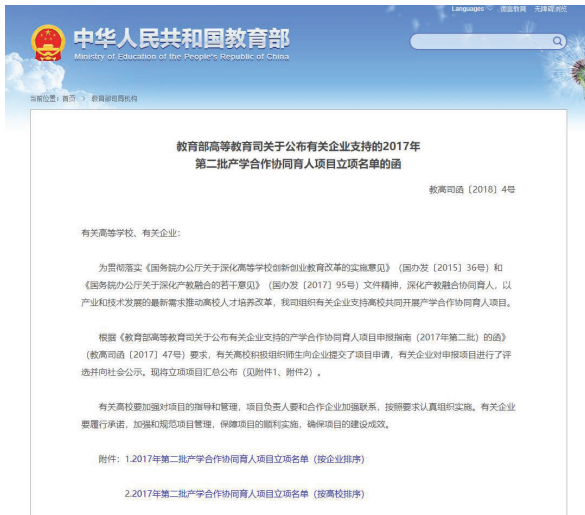 Languages 语言教育 无障碍浏览
中华人民共和国教育部
Ministry of Education of the People's Republic of China
当前位置：首页 > 教育部司局机构
教育部高等教育司关于公布有关企业支持的2017年
第二批产学合作协同育人项目立项名单的函
教高司函〔2018〕4号
有关高等学校、有关企业：
为贯彻落实《国务院办公厅关于深化高等学校创新创业教育改革的实施意见》（国办发〔2015〕36号）和
《国务院办公厅关于深化产教融合的若干意见》（国办发〔2017〕95号）文件精神，深化产教融合协同育人，以
产业和技术发展的最新需求推动高校人才培养改革，我司组织有关企业支持高校共同开展产学合作协同育人项目。
根据《教育部高等教育司关于公布有关企业支持的产学合作协同育人项目申报指南（2017年第二批）的函》
（教高司函〔2017〕47号）要求，有关高校积极组织师生向企业提交了项目申请，有关企业对申报项目进行了评
选并向社会公示。现将立项项目汇总公布（见附件1、附件2）。
有关高校要加强对项目的指导和管理，项目负责人要和合作企业加强联系，按照要求认真组织实施。有关企业
要履行承诺，加强和规范项目管理，保障项目的顺利实施，确保项目的建设成效。
附件：1.2017年第二批产学合作协同育人项目立项名单（按企业排序）
2.2017年第二批产学合作协同育人项目立项名单（按高校排序）